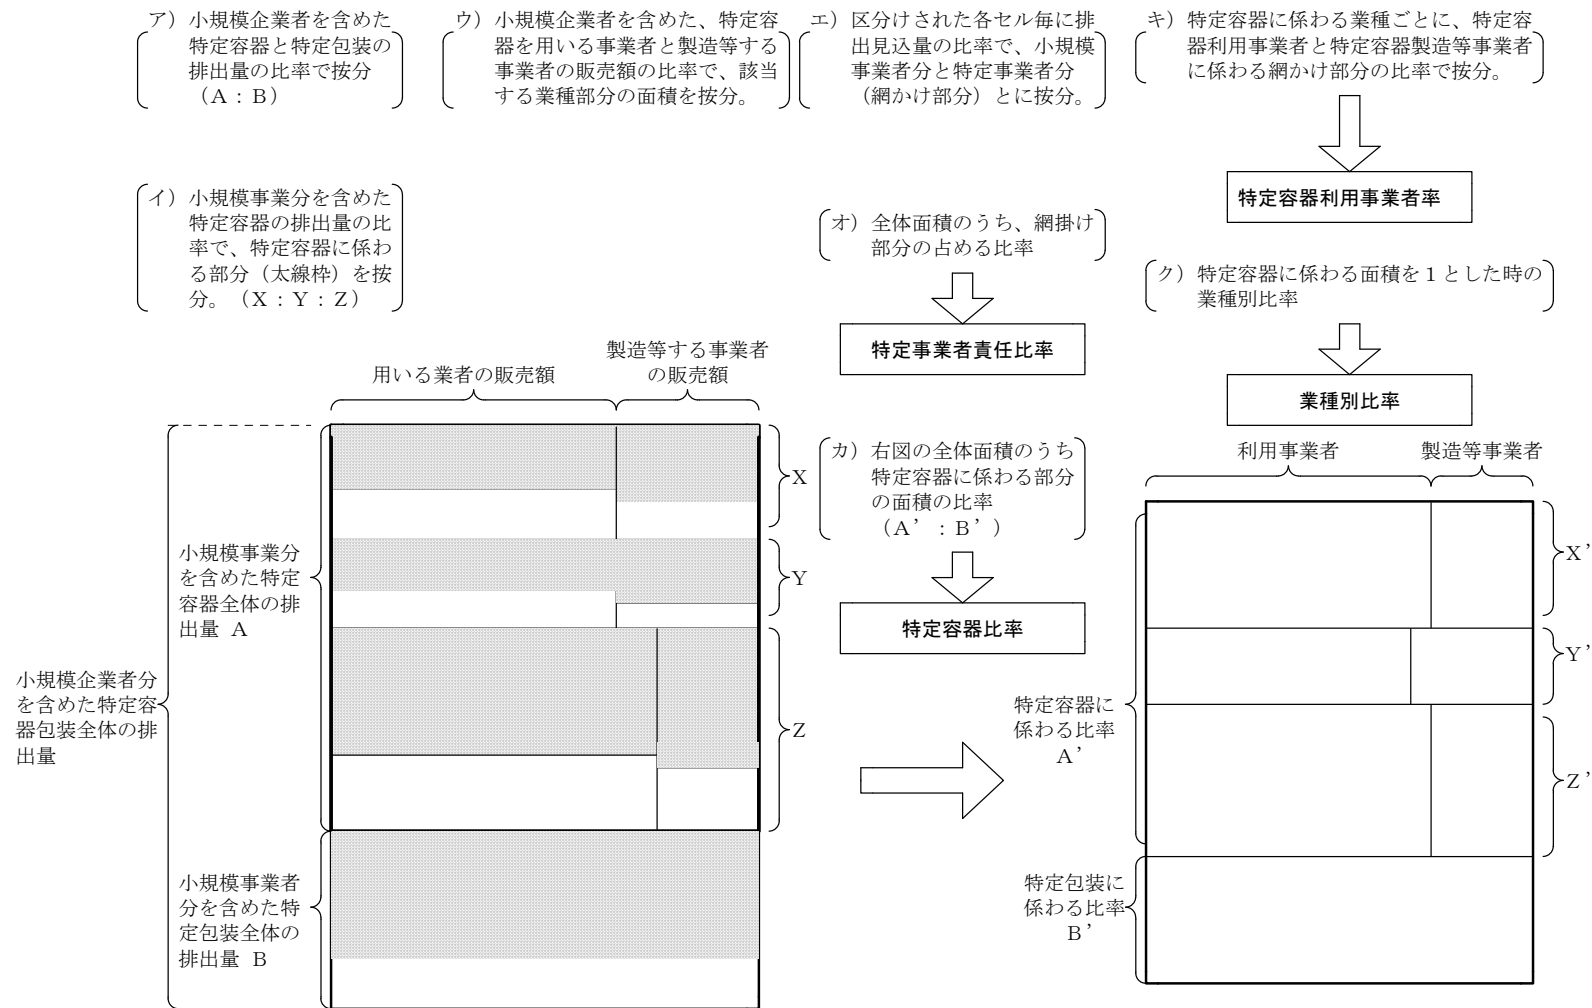 ア）小規模企業者を含めた
特定容器と特定包装の
排出量の比率で按分
（Ａ：Ｂ）
ウ）小規模企業者を含めた、特定容
器を用いる事業者と製造等する
事業者の販売額の比率で、該当
する業種部分の面積を按分。
エ）区分けされた各セル毎に排
出見込量の比率で、小規模
事業者分と特定事業者分
（網かけ部分）とに按分。
キ）特定容器に係わる業種ごとに、特定容
器利用事業者と特定容器製造等事業者
に係わる網かけ部分の比率で按分。
特定容器利用事業者率
イ）小規模事業分を含めた
特定容器の排出量の比
率で、特定容器に係わ
る部分（太線枠）を按
分。（Ｘ：Ｙ：Ｚ）
オ）全体面積のうち、網掛け
部分の占める比率
特定事業者責任比率
ク）特定容器に係わる面積を１とした時の
業種別比率
業種別比率
用いる業者の販売額
製造等する事業者
の販売額
カ）右図の全体面積のうち
特定容器に係わる部分
の面積の比率
（Ａ’：Ｂ’）
特定容器比率
利用事業者
製造等事業者
Ｘ
Ｙ
Ｚ
小規模事業分
を含めた特定
容器全体の排
出量 Ａ
小規模企業者分
を含めた特定容
器包装全体の排
出量
小規模事業者
分を含めた特
定包装全体の
排出量 Ｂ
Ｘ’
Ｙ’
Ｚ’
特定容器に
係わる比率
Ａ’
特定包装に
係わる比率
Ｂ’